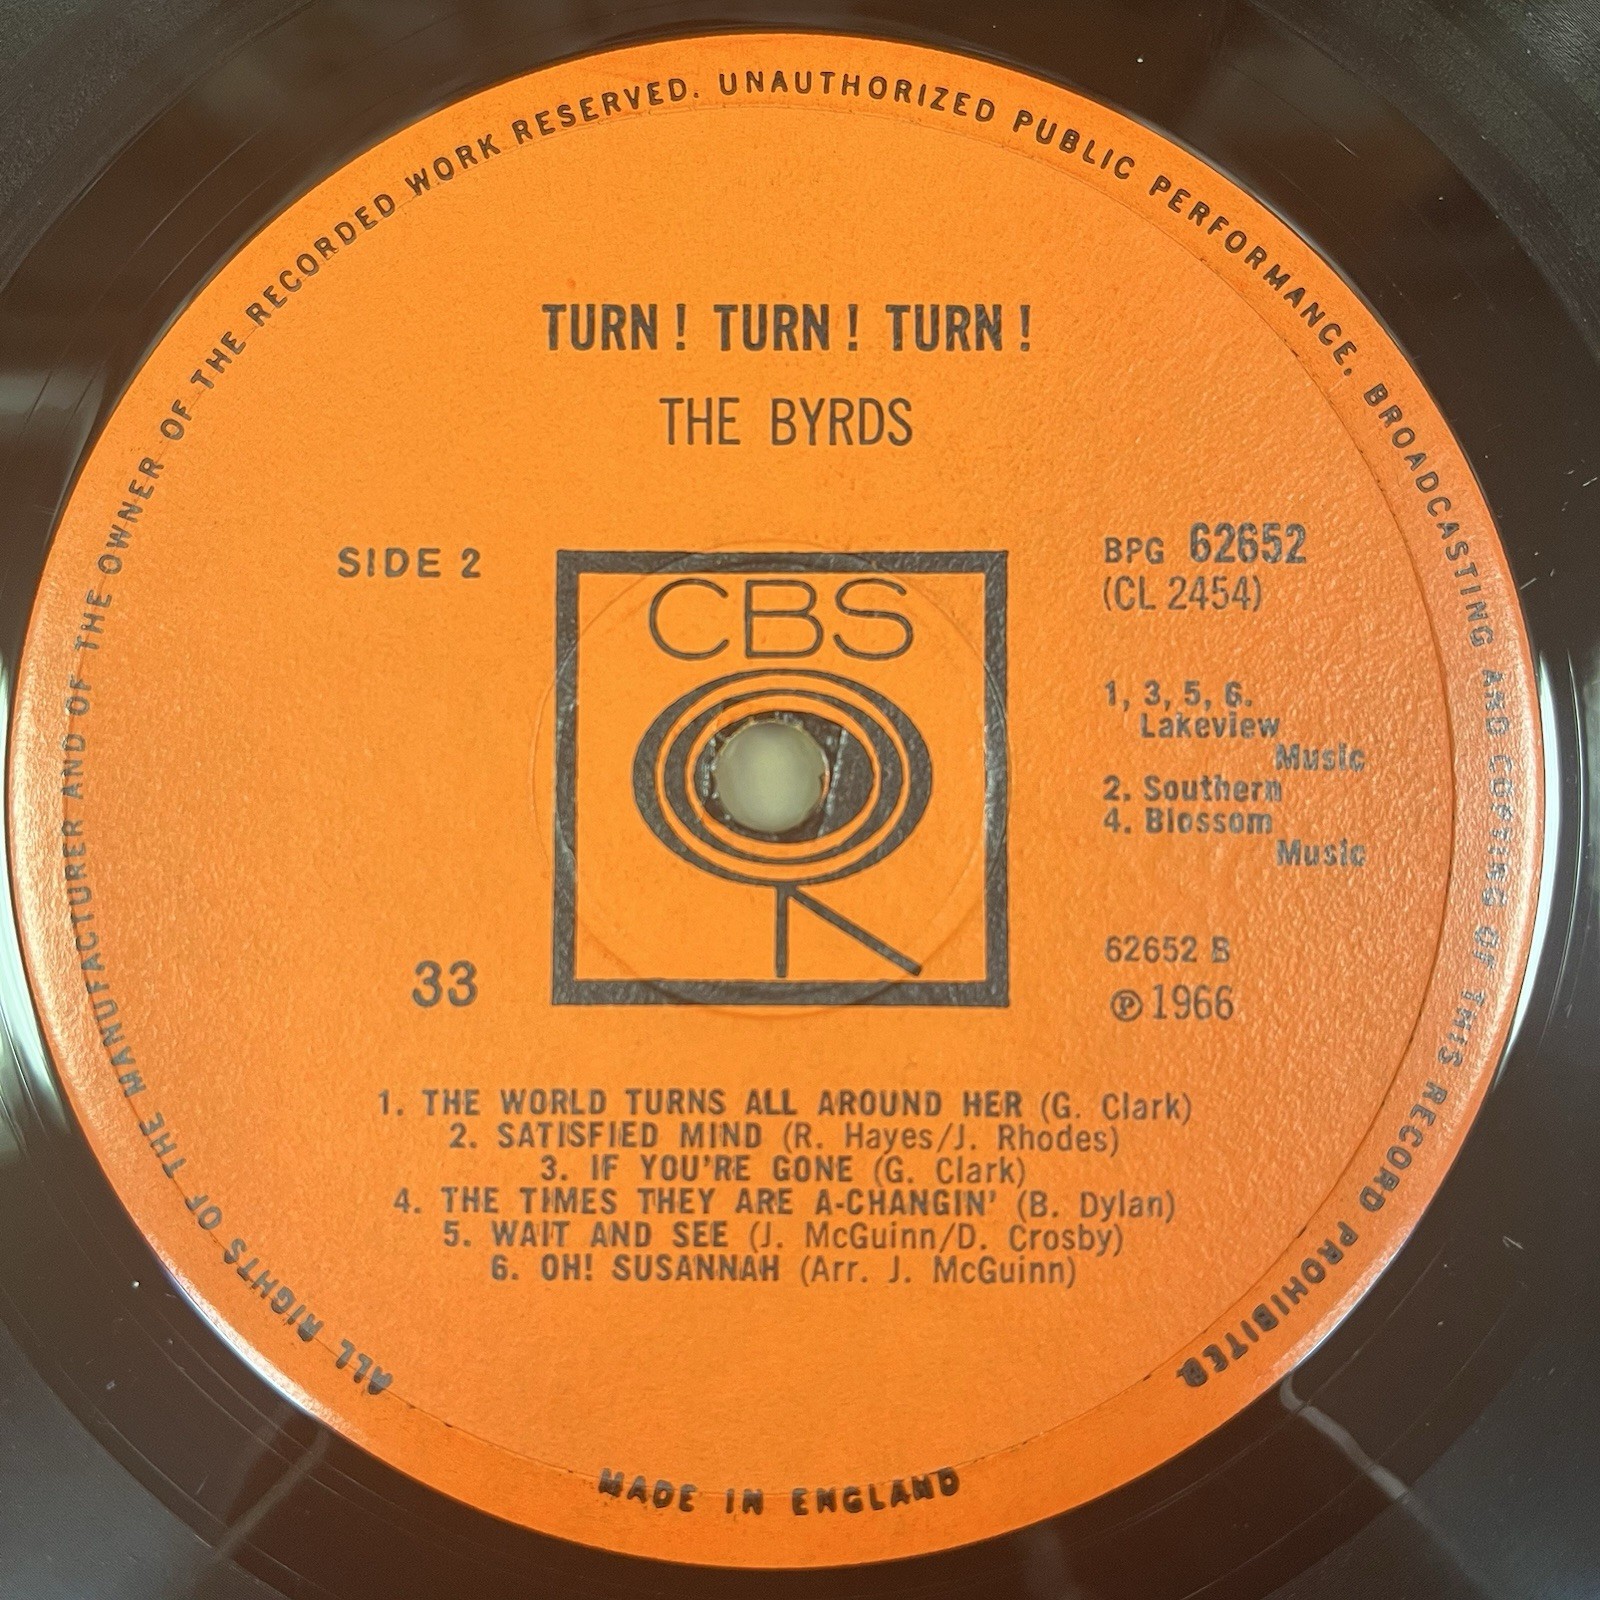 ALL RIGHTS OF THE MANUFACTURER AND OF THE OWNER OF THE RECORDED WORK RESERVED. UNAUTHORIZED PUBLIC PERFORMANCE, BROADCASTING AND COPYING OF THIS RECORD PROHIBITED.
TURN! TURN! TURN!
THE BYRDS
SIDE 2
CBS
BPG 62652
(CL 2454)
1, 3, 5, 6.
Lakeview
Music
2. Southern
4. Blossom
Music
33
62652 B
℗ 1966
1. THE WORLD TURNS ALL AROUND HER (G. Clark)
2. SATISFIED MIND (R. Hayes/J. Rhodes)
3. IF YOU'RE GONE (G. Clark)
4. THE TIMES THEY ARE A-CHANGIN' (B. Dylan)
5. WAIT AND SEE (J. McGuinn/D. Crosby)
6. OH! SUSANNAH (Arr. J. McGuinn)
MADE IN ENGLAND